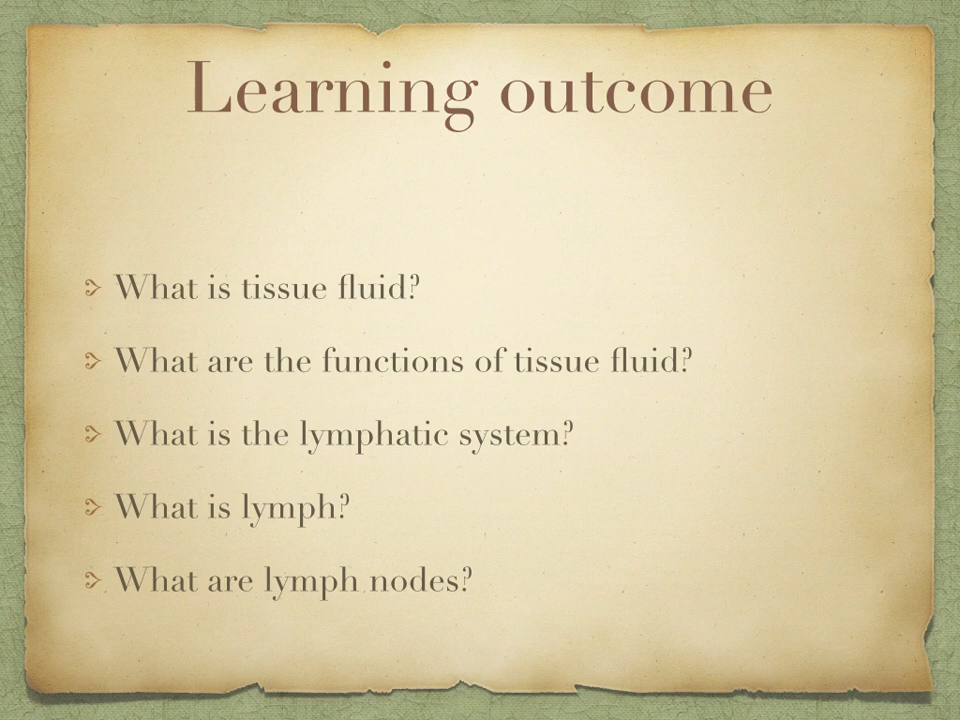 Learning outcome
What is tissue fluid?
What are the functions of tissue fluid?
What is the lymphatic system?
What is lymph?
What are lymph nodes?